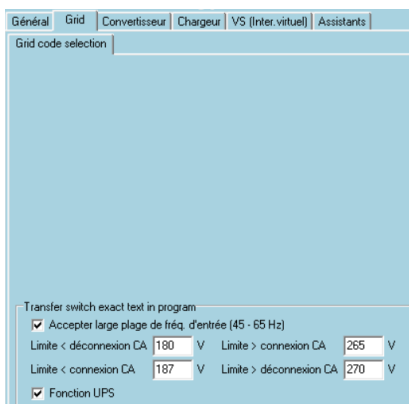 Général Grid Convertisseur Chargeur VS (Inter.virtuel) Assistants
Grid code selection
Transfer switch exact text in program
Accepter large plage de fréq. d'entrée (45 - 65 Hz)
Limite < déconnexion CA 180 V Limite > connexion CA 265 V
Limite < connexion CA 187 V Limite > déconnexion CA 270 V
Fonction UPS